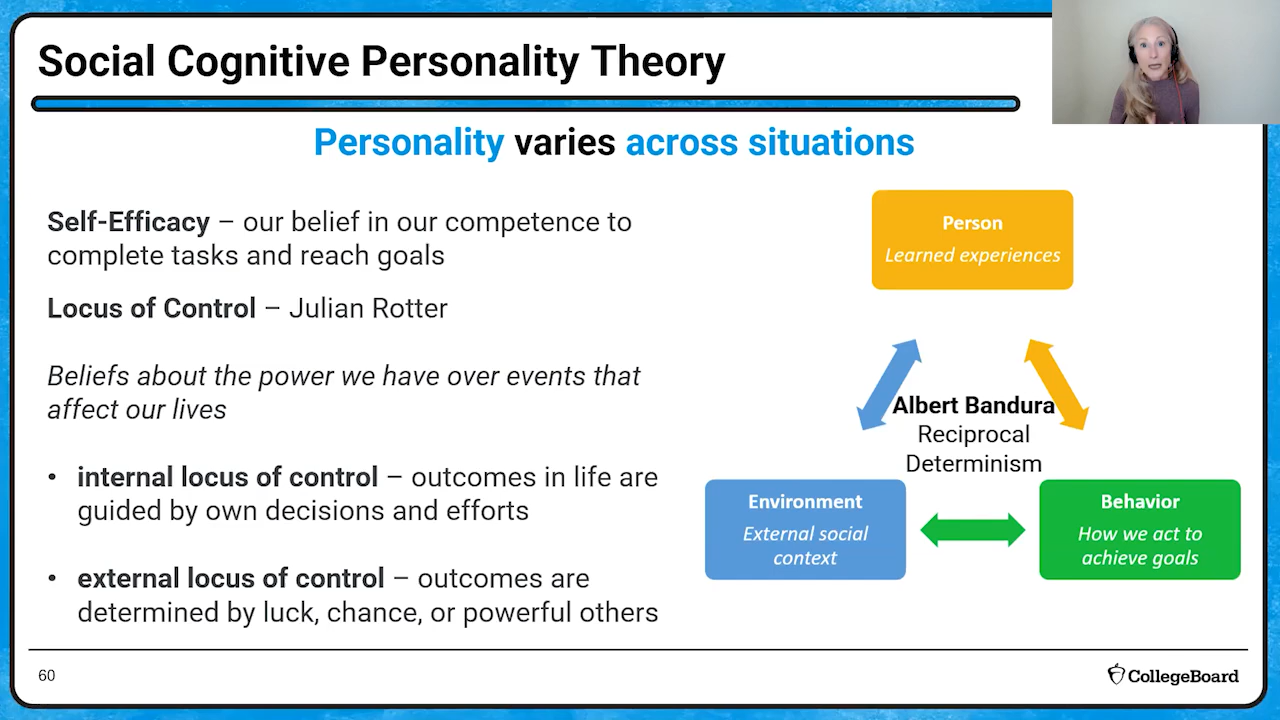 Social Cognitive Personality Theory
Personality varies across situations
Self-Efficacy – our belief in our competence to
complete tasks and reach goals
Locus of Control – Julian Rotter
Beliefs about the power we have over events that
affect our lives
• internal locus of control – outcomes in life are
guided by own decisions and efforts
• external locus of control – outcomes are
determined by luck, chance, or powerful others
Person
Learned experiences
Albert Bandura
Reciprocal
Determinism
Environment
External social
context
Behavior
How we act to
achieve goals
60
CollegeBoard